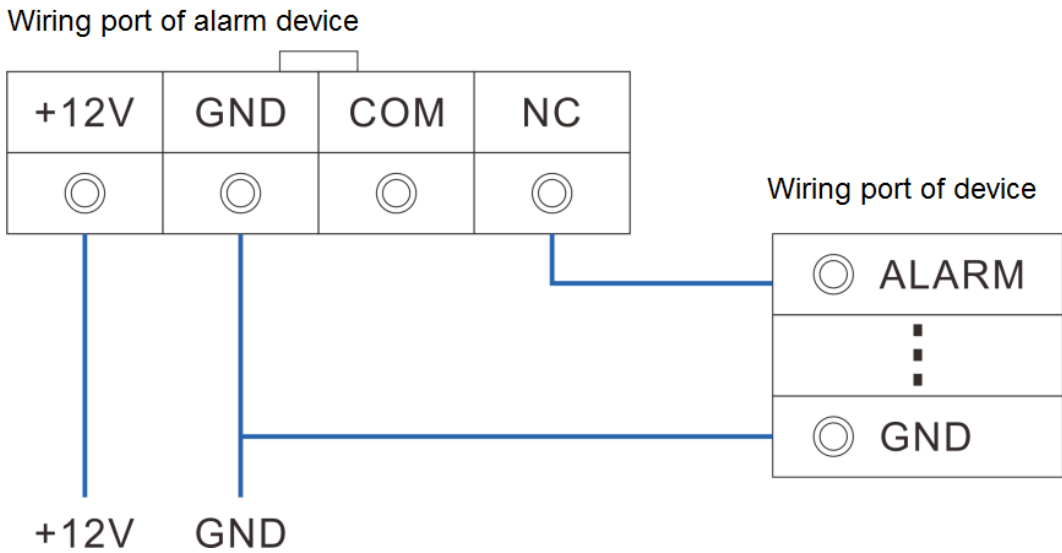 Wiring port of alarm device
+12V GND COM NC
Wiring port of device
ALARM
GND
+12V GND